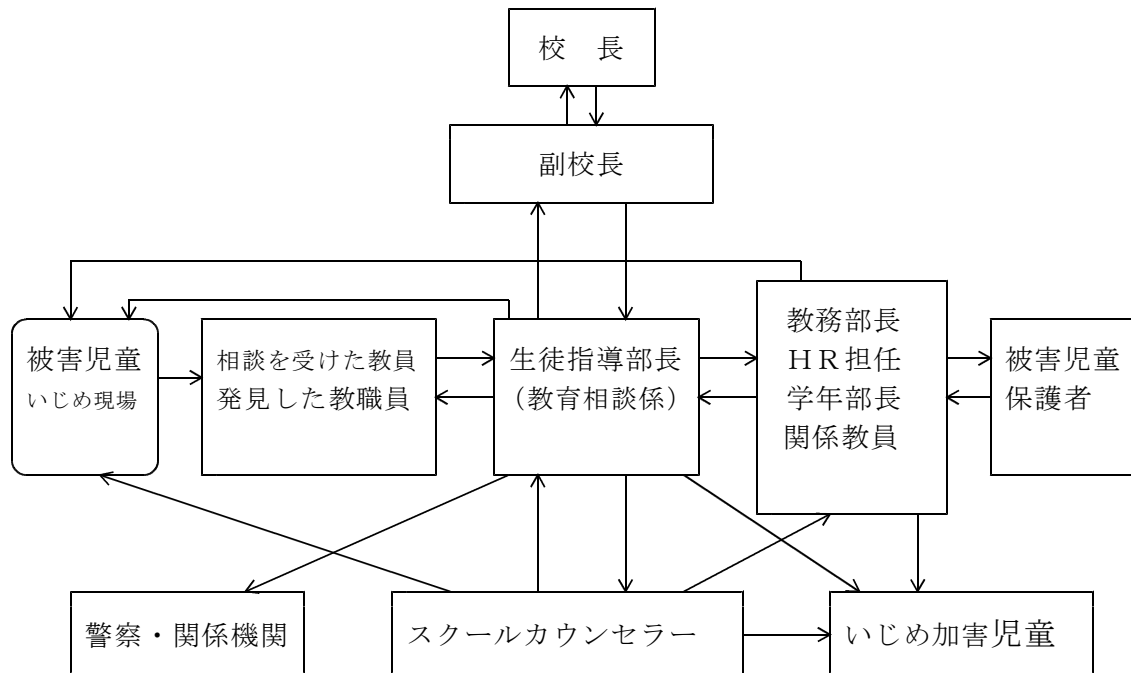 校　長
副校長
被害児童
いじめ現場
相談を受けた教員
発見した教職員
生徒指導部長
（教育相談係）
教務部長
ＨＲ担任
学年部長
関係教員
被害児童
保護者
警察・関係機関
スクールカウンセラー
いじめ加害児童